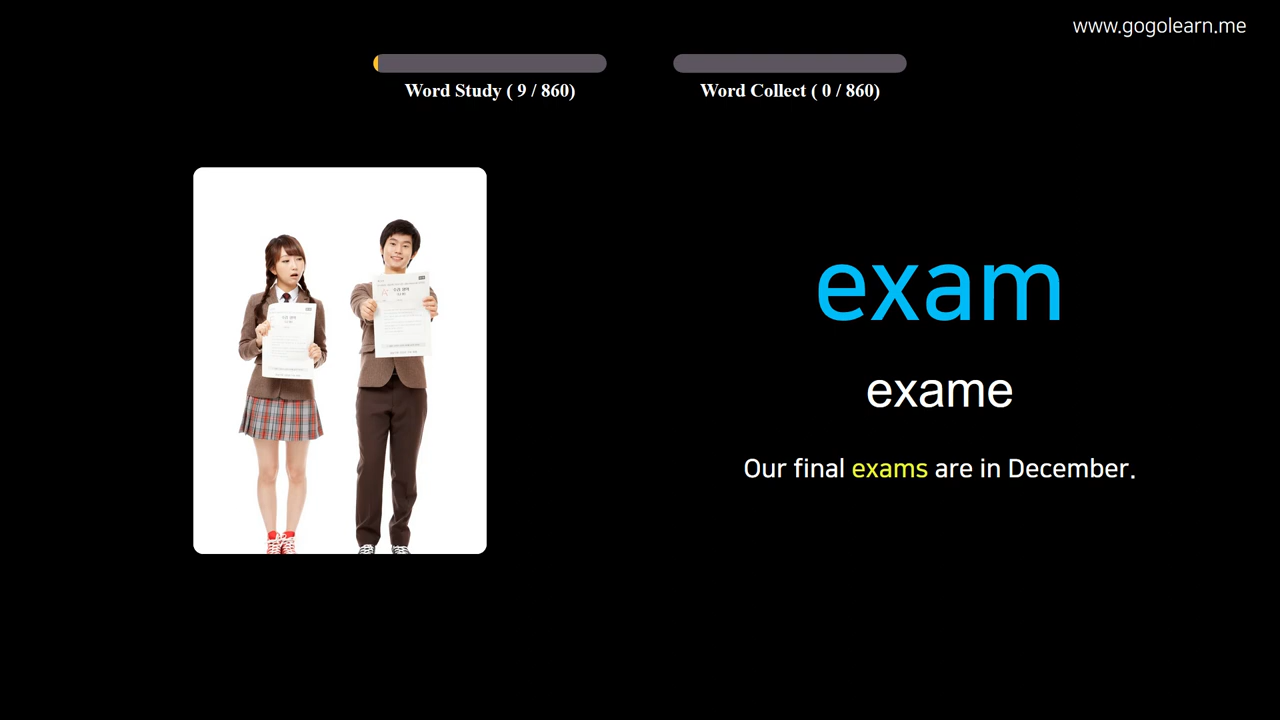 www.gogolearn.me
Word Study ( 9 / 860)
Word Collect ( 0 / 860)
exam
exame
Our final exams are in December.